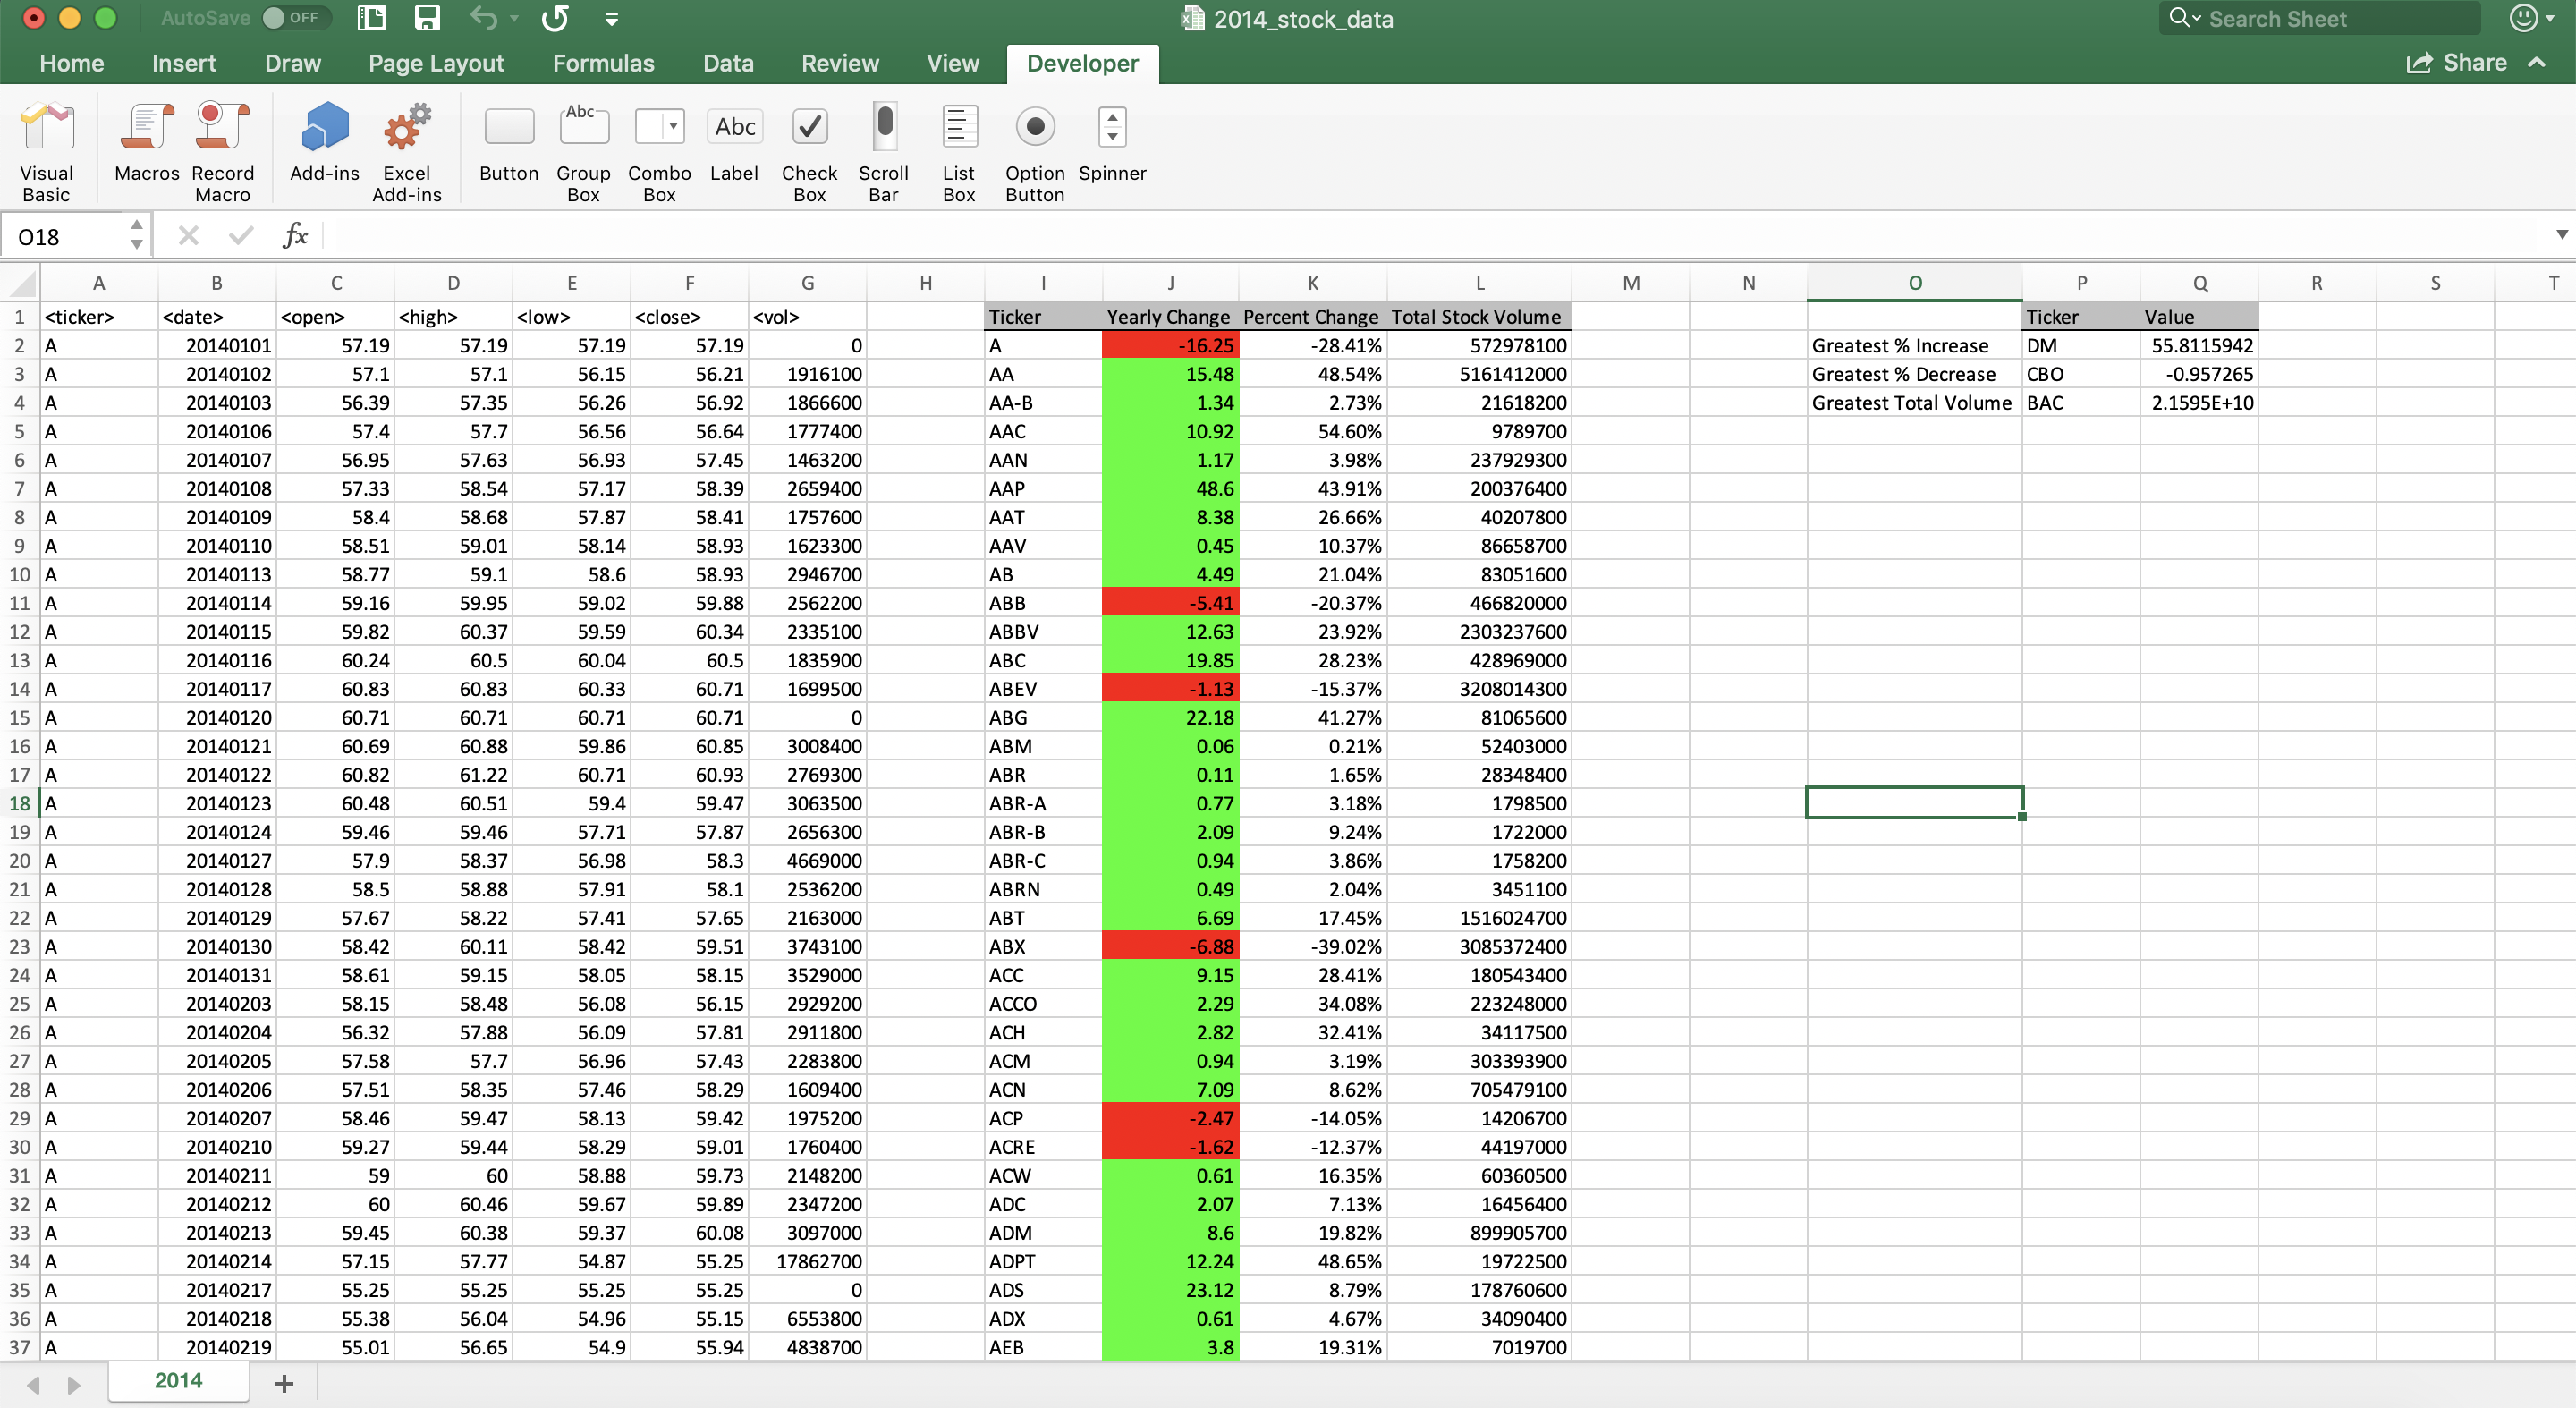 AutoSave OFF 2014_stock_data Search Sheet
Home Insert Draw Page Layout Formulas Data Review View Developer Share
Abc Abc
Visual Basic Macros Record Macro Add-ins Excel Add-ins Button Group Box Combo Box Label Check Box Scroll Bar List Box Option Button Spinner
O18 fx
A B C D E F G H I J K L M N O P Q R S T
1 <ticker> <date> <open> <high> <low> <close> <vol> Ticker Yearly Change Percent Change Total Stock Volume Ticker Value
2 A 20140101 57.19 57.19 57.19 57.19 0 A -16.25 -28.41% 572978100 Greatest % Increase DM 55.8115942
3 A 20140102 57.1 57.1 56.15 56.21 1916100 AA 15.48 48.54% 5161412000 Greatest % Decrease CBO -0.957265
4 A 20140103 56.39 57.35 56.26 56.92 1866600 AA-B 1.34 2.73% 21618200 Greatest Total Volume BAC 2.1595E+10
5 A 20140106 57.4 57.7 56.56 56.64 1777400 AAC 10.92 54.60% 9789700
6 A 20140107 56.95 57.63 56.93 57.45 1463200 AAN 1.17 3.98% 237929300
7 A 20140108 57.33 58.54 57.17 58.39 2659400 AAP 48.6 43.91% 200376400
8 A 20140109 58.4 58.68 57.87 58.41 1757600 AAT 8.38 26.66% 40207800
9 A 20140110 58.51 59.01 58.14 58.93 1623300 AAV 0.45 10.37% 86658700
10 A 20140113 58.77 59.1 58.6 58.93 2946700 AB 4.49 21.04% 83051600
11 A 20140114 59.16 59.95 59.02 59.88 2562200 ABB -5.41 -20.37% 466820000
12 A 20140115 59.82 60.37 59.59 60.34 2335100 ABBV 12.63 23.92% 2303237600
13 A 20140116 60.24 60.5 60.04 60.5 1835900 ABC 19.85 28.23% 428969000
14 A 20140117 60.83 60.83 60.33 60.71 1699500 ABEV -1.13 -15.37% 3208014300
15 A 20140120 60.71 60.71 60.71 60.71 0 ABG 22.18 41.27% 81065600
16 A 20140121 60.69 60.88 59.86 60.85 3008400 ABM 0.06 0.21% 52403000
17 A 20140122 60.82 61.22 60.71 60.93 2769300 ABR 0.11 1.65% 28348400
18 A 20140123 60.48 60.51 59.4 59.47 3063500 ABR-A 0.77 3.18% 1798500
19 A 20140124 59.46 59.46 57.71 57.87 2656300 ABR-B 2.09 9.24% 1722000
20 A 20140127 57.9 58.37 56.98 58.3 4669000 ABR-C 0.94 3.86% 1758200
21 A 20140128 58.5 58.88 57.91 58.1 2536200 ABRN 0.49 2.04% 3451100
22 A 20140129 57.67 58.22 57.41 57.65 2163000 ABT 6.69 17.45% 1516024700
23 A 20140130 58.42 60.11 58.42 59.51 3743100 ABX -6.88 -39.02% 3085372400
24 A 20140131 58.61 59.15 58.05 58.15 3529000 ACC 9.15 28.41% 180543400
25 A 20140203 58.15 58.48 56.08 56.15 2929200 ACCO 2.29 34.08% 223248000
26 A 20140204 56.32 57.88 56.09 57.81 2911800 ACH 2.82 32.41% 34117500
27 A 20140205 57.58 57.7 56.96 57.43 2283800 ACM 0.94 3.19% 303393900
28 A 20140206 57.51 58.35 57.46 58.29 1609400 ACN 7.09 8.62% 705479100
29 A 20140207 58.46 59.47 58.13 59.42 1975200 ACP -2.47 -14.05% 14206700
30 A 20140210 59.27 59.44 58.29 59.01 1760400 ACRE -1.62 -12.37% 44197000
31 A 20140211 59 60 58.88 59.73 2148200 ACW 0.61 16.35% 60360500
32 A 20140212 60 60.46 59.67 59.89 2347200 ADC 2.07 7.13% 16456400
33 A 20140213 59.45 60.38 59.37 60.08 3097000 ADM 8.6 19.82% 899905700
34 A 20140214 57.15 57.77 54.87 55.25 17862700 ADPT 12.24 48.65% 19722500
35 A 20140217 55.25 55.25 55.25 55.25 0 ADS 23.12 8.79% 178760600
36 A 20140218 55.38 56.04 54.96 55.15 6553800 ADX 0.61 4.67% 34090400
37 A 20140219 55.01 56.65 54.9 55.94 4838700 AEB 3.8 19.31% 7019700
2014